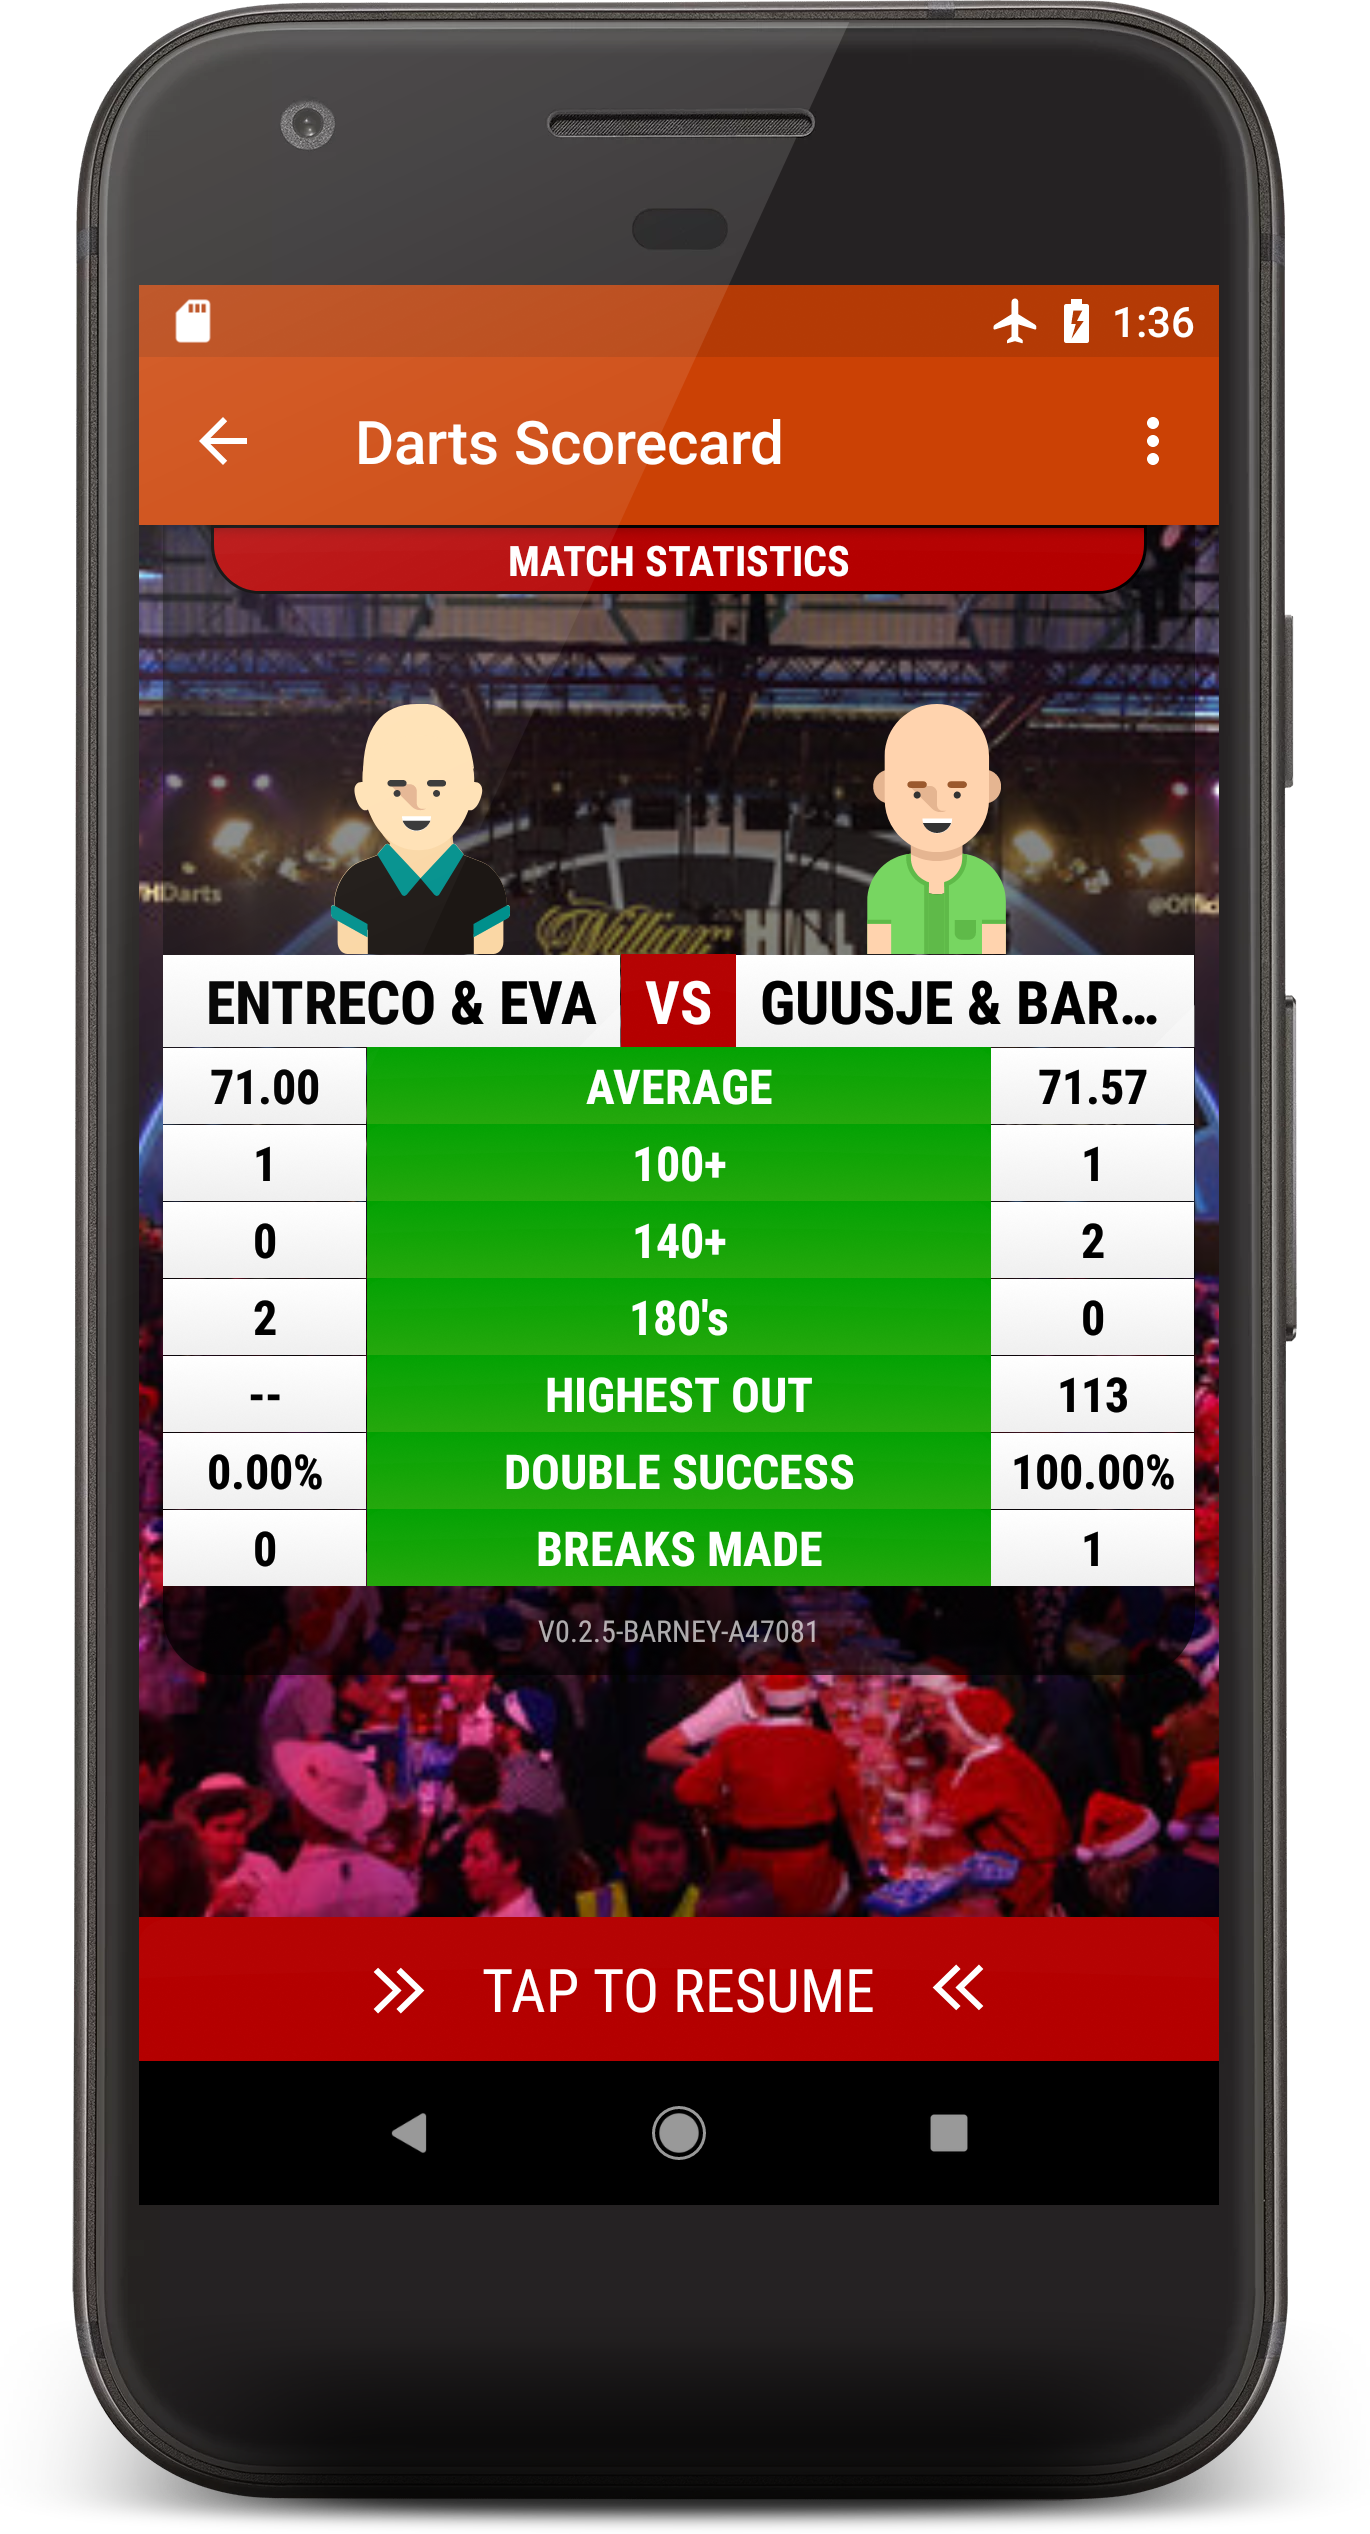 1:36
Darts Scorecard
MATCH STATISTICS
HDarts
@Offic
William HILL
ENTRECO & EVA VS GUUSJE & BAR...
71.00 AVERAGE 71.57
1 100+ 1
0 140+ 2
2 180's 0
-- HIGHEST OUT 113
0.00% DOUBLE SUCCESS 100.00%
0 BREAKS MADE 1
V0.2.5-BARNEY-A47081
TAP TO RESUME